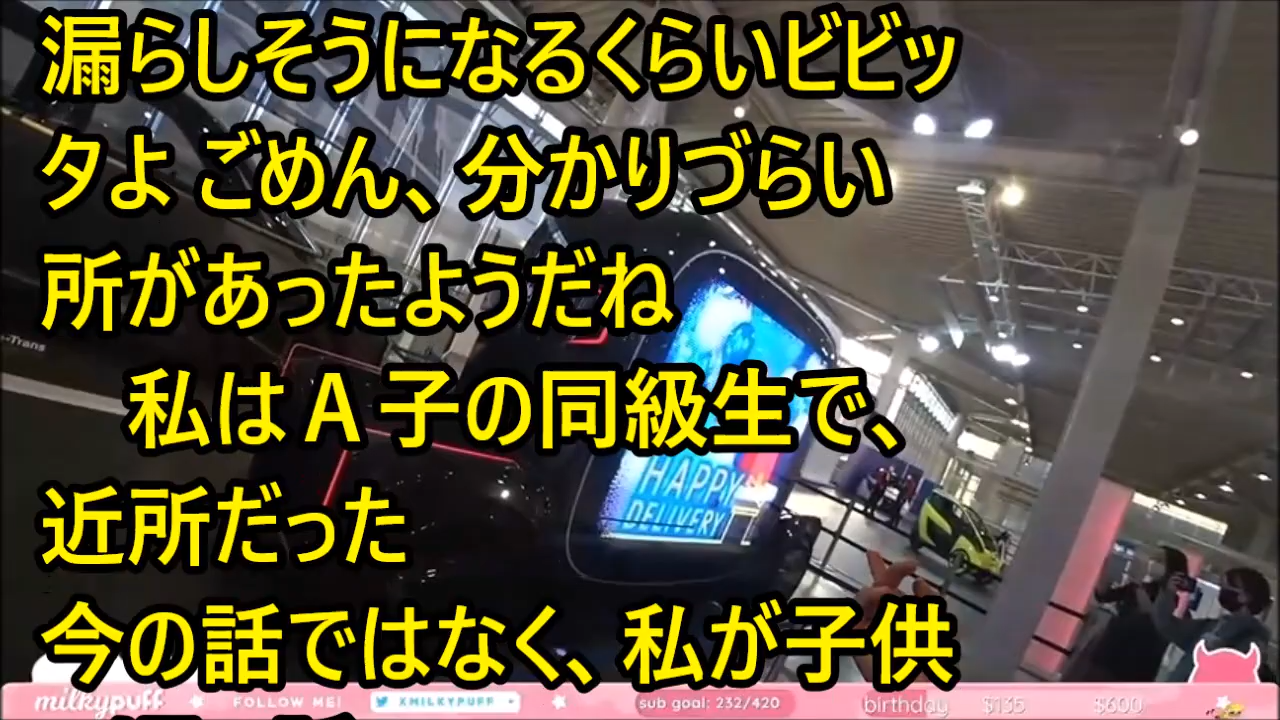 漏らしそうになるくらいビビッ
タよ ごめん、分かりづらい
所があったようだね
私はA子の同級生で、
近所だった
今の話ではなく、私が子供
-Trans
HAPPY
DELIVERY
milkypuff FOLLOW ME! XMILKYPUFF sub goal: 232/420 birthday $135 $600